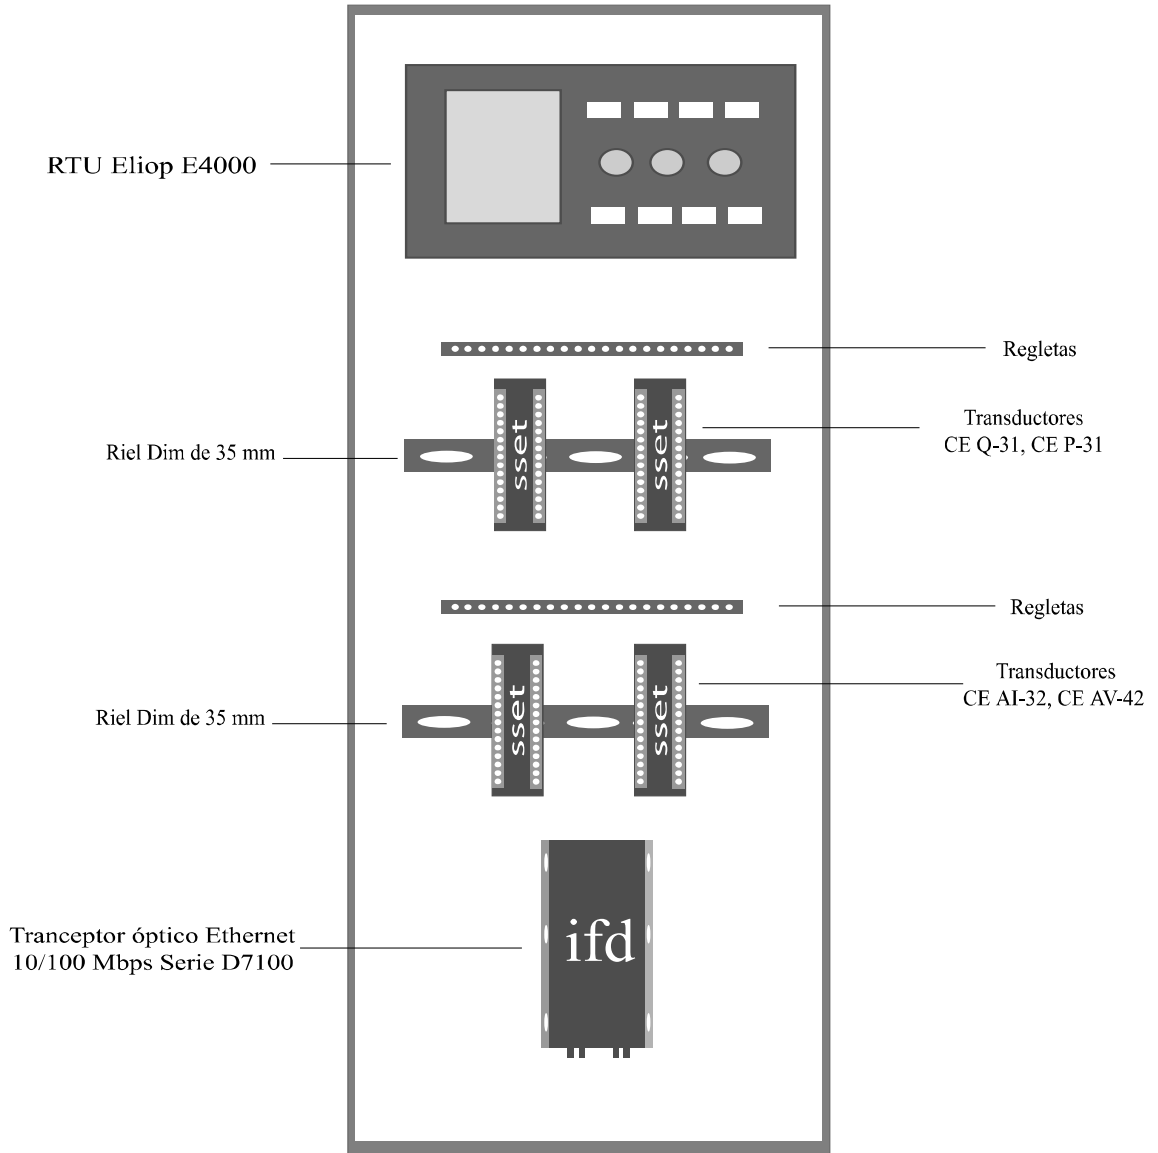 RTU Eliop E4000
Regletas
Transductores
CE Q-31, CE P-31
Riel Dim de 35 mm
sset
sset
Regletas
Transductores
CE AI-32, CE AV-42
Riel Dim de 35 mm
sset
sset
Tranceptor óptico Ethernet
10/100 Mbps Serie D7100
ifd